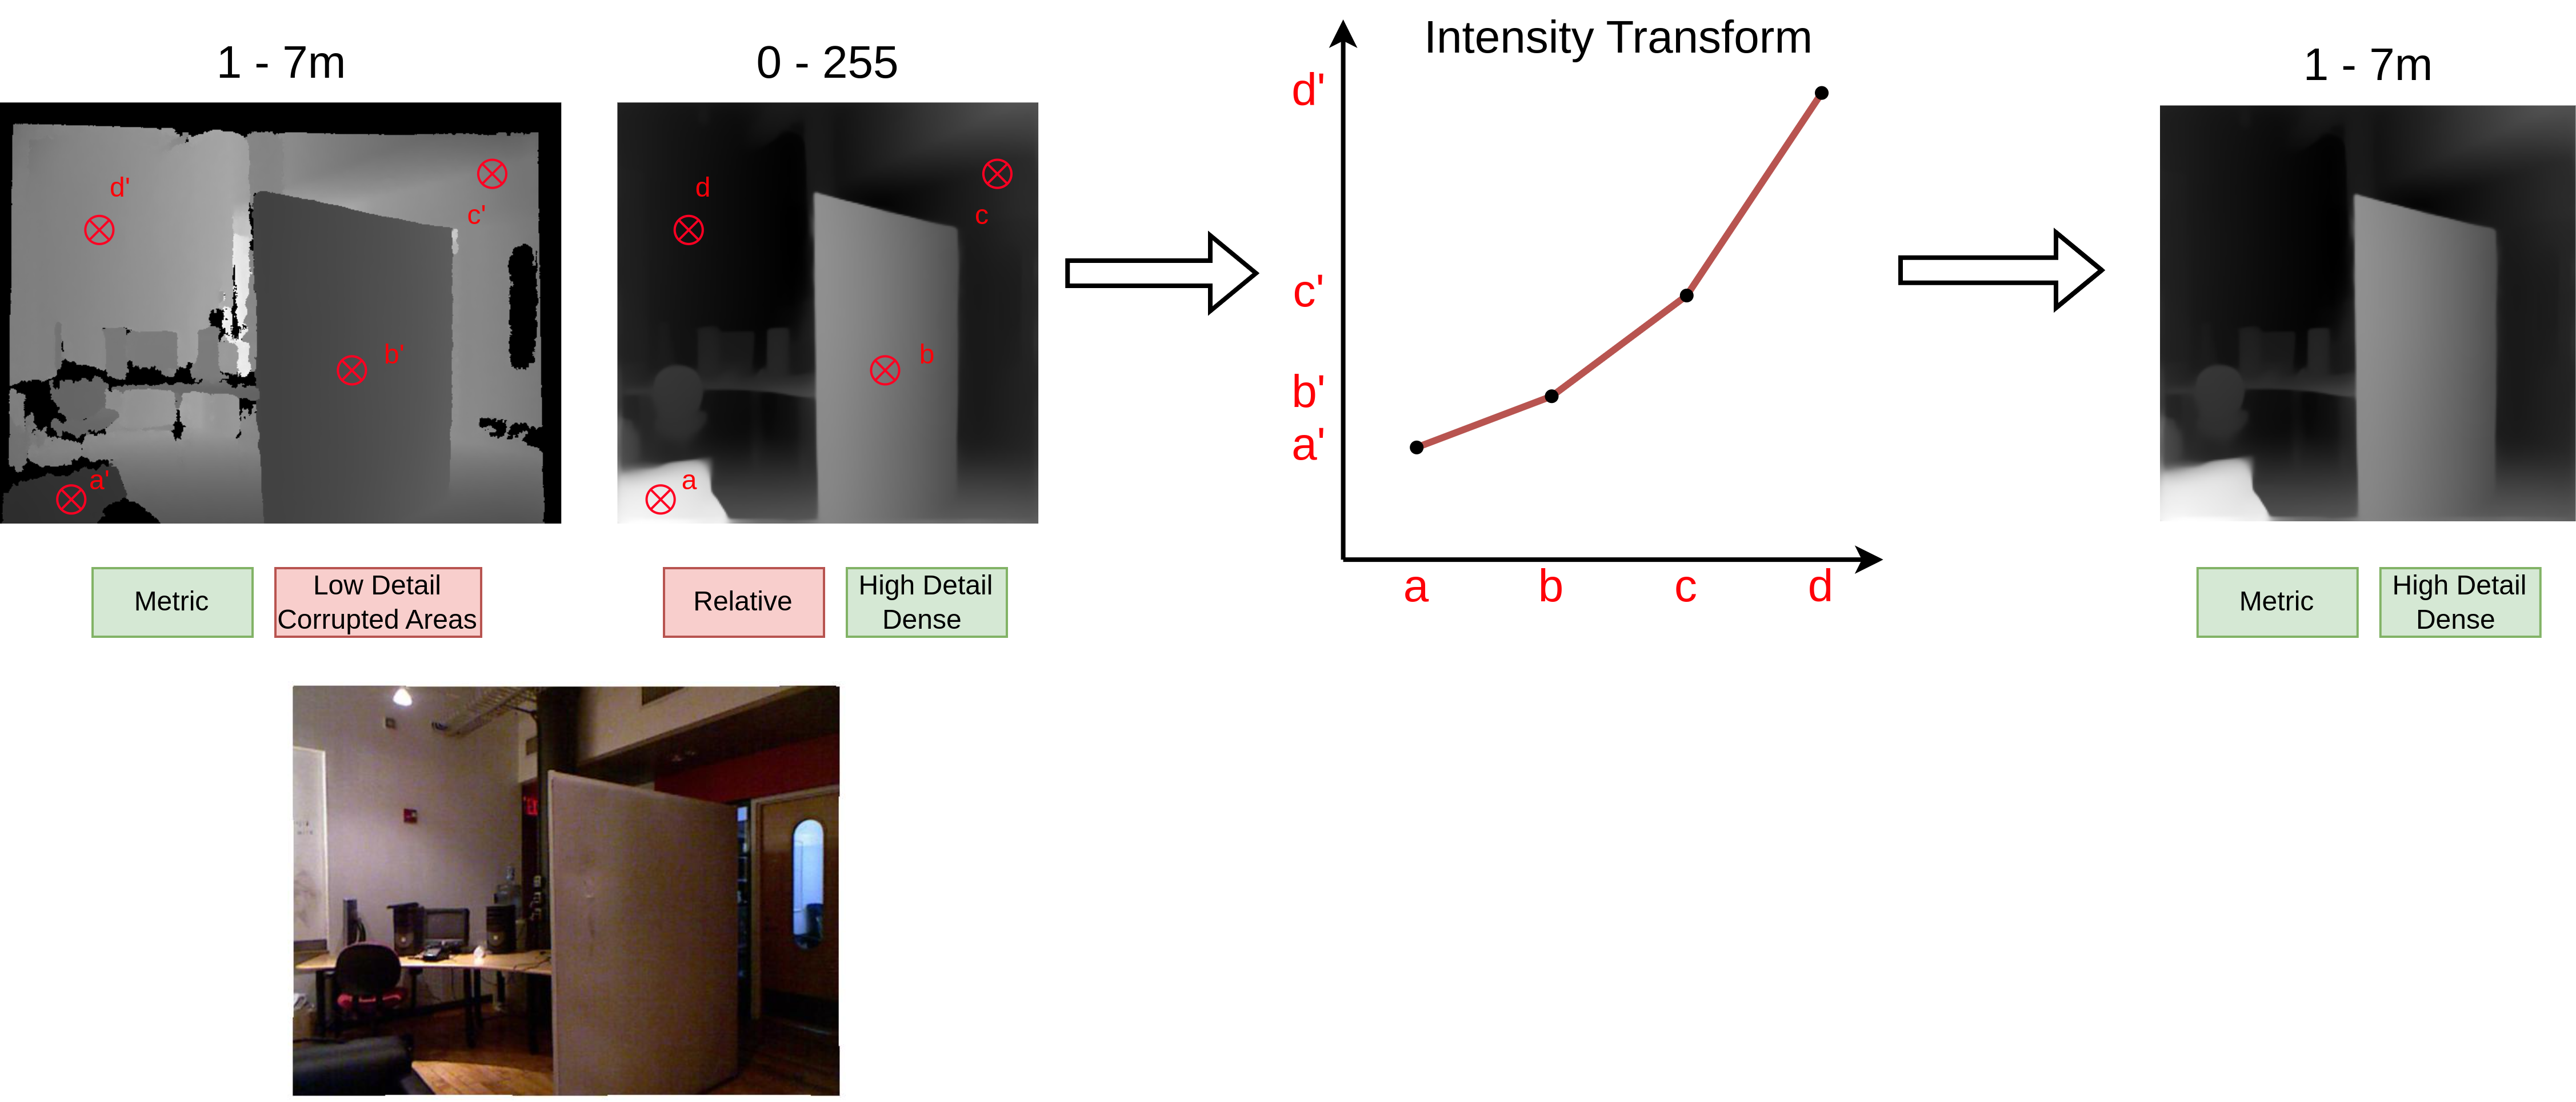 1 - 7m
0 - 255
Intensity Transform
1 - 7m
d'
c'
b'
a'
d
c
b
a
d'
c'
b'
a'
a
b
c
d
Metric
Low Detail
Corrupted Areas
Relative
High Detail
Dense
Metric
High Detail
Dense